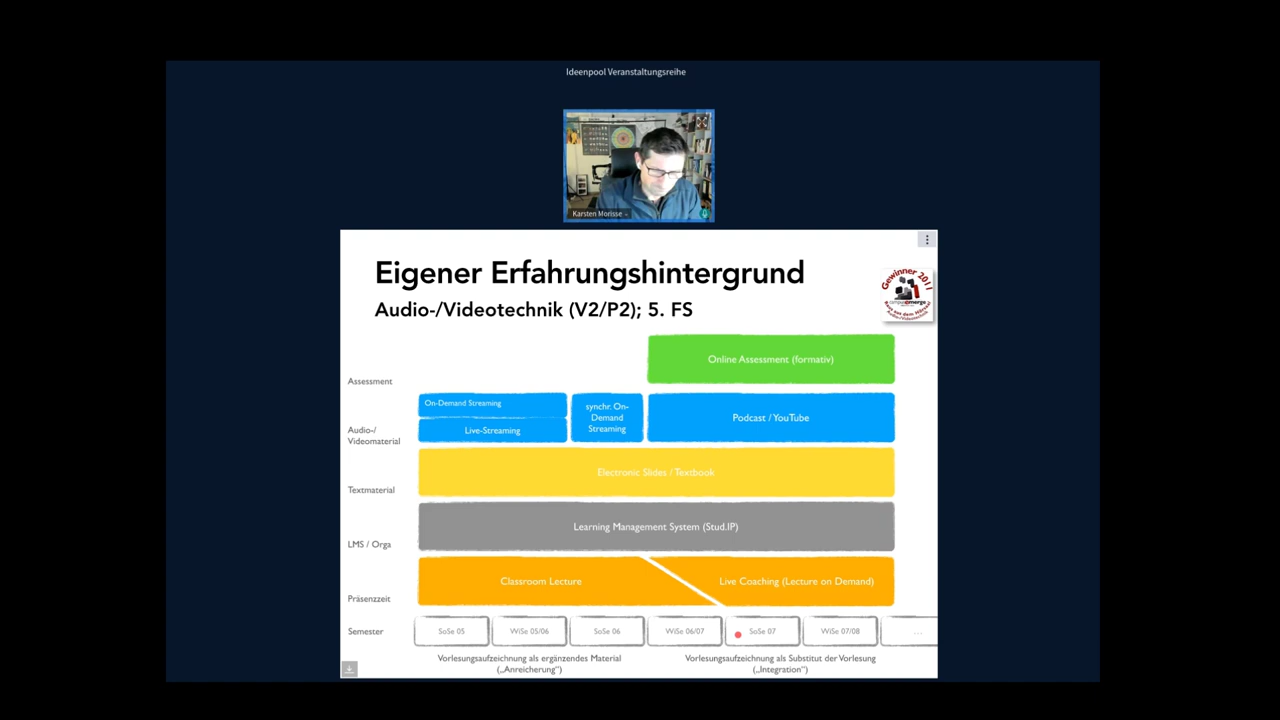 Ideenpool Veranstaltungsreihe
Karsten Morisse
Eigener Erfahrungshintergrund
Audio-/Videotechnik (V2/P2); 5. FS
Gewinner 2011
Online Assessment (formativ)
Assessment
On-Demand Streaming
Live-Streaming
synchr. On-
Demand
Streaming
Podcast / YouTube
Audio-/
Videomaterial
Electronic Slides / Textbook
Textmaterial
Learning Management System (Stud.IP)
LMS / Orga
Classroom Lecture
Live Coaching (Lecture on Demand)
Präsenzzeit
Semester
SoSe 05
WiSe 05/06
SoSe 06
WiSe 06/07
SoSe 07
WiSe 07/08
...
Vorlesungsaufzeichnung als ergänzendes Material
(„Anreicherung“)
Vorlesungsaufzeichnung als Substitut der Vorlesung
(„Integration“)